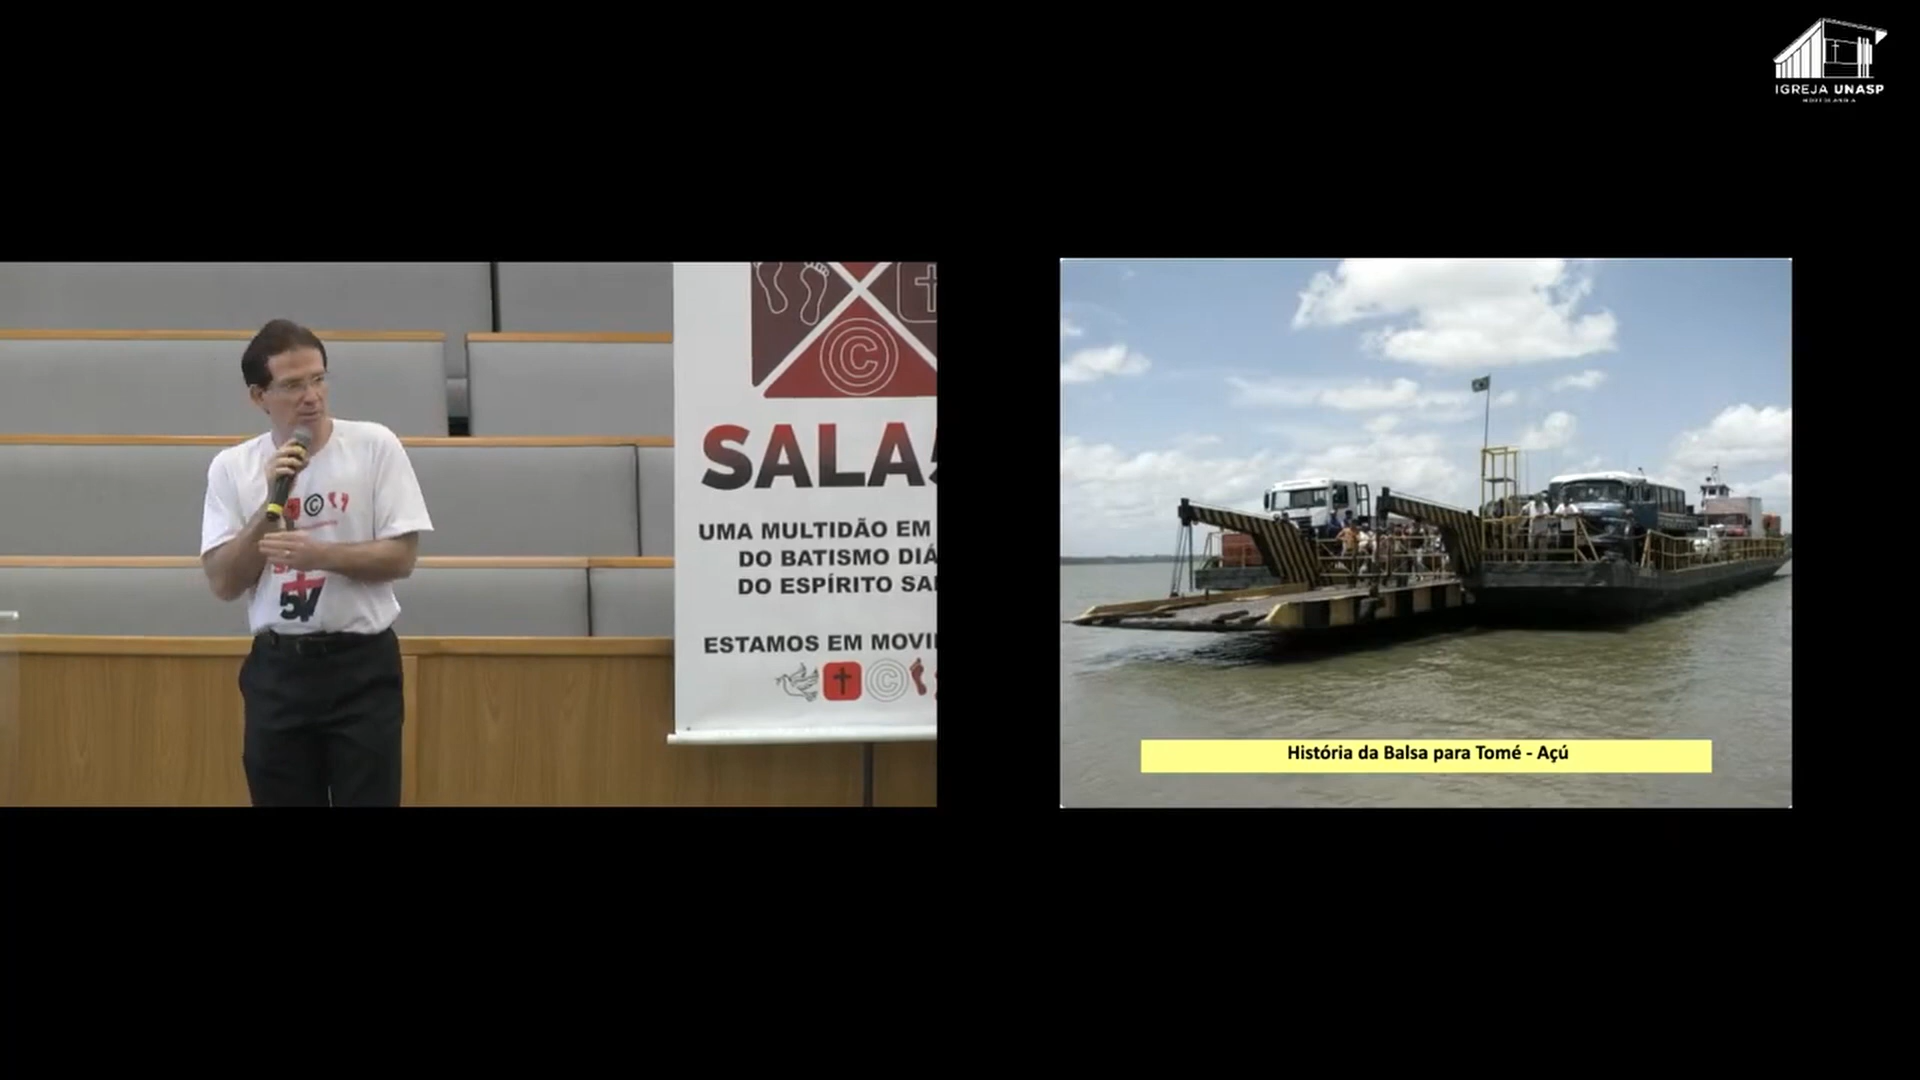 IGREJA UNASP
SALA
UMA MULTIDÃO EM
DO BATISMO DIÁ
DO ESPÍRITO SA
ESTAMOS EM MOVI
57
História da Balsa para Tomé - Açú